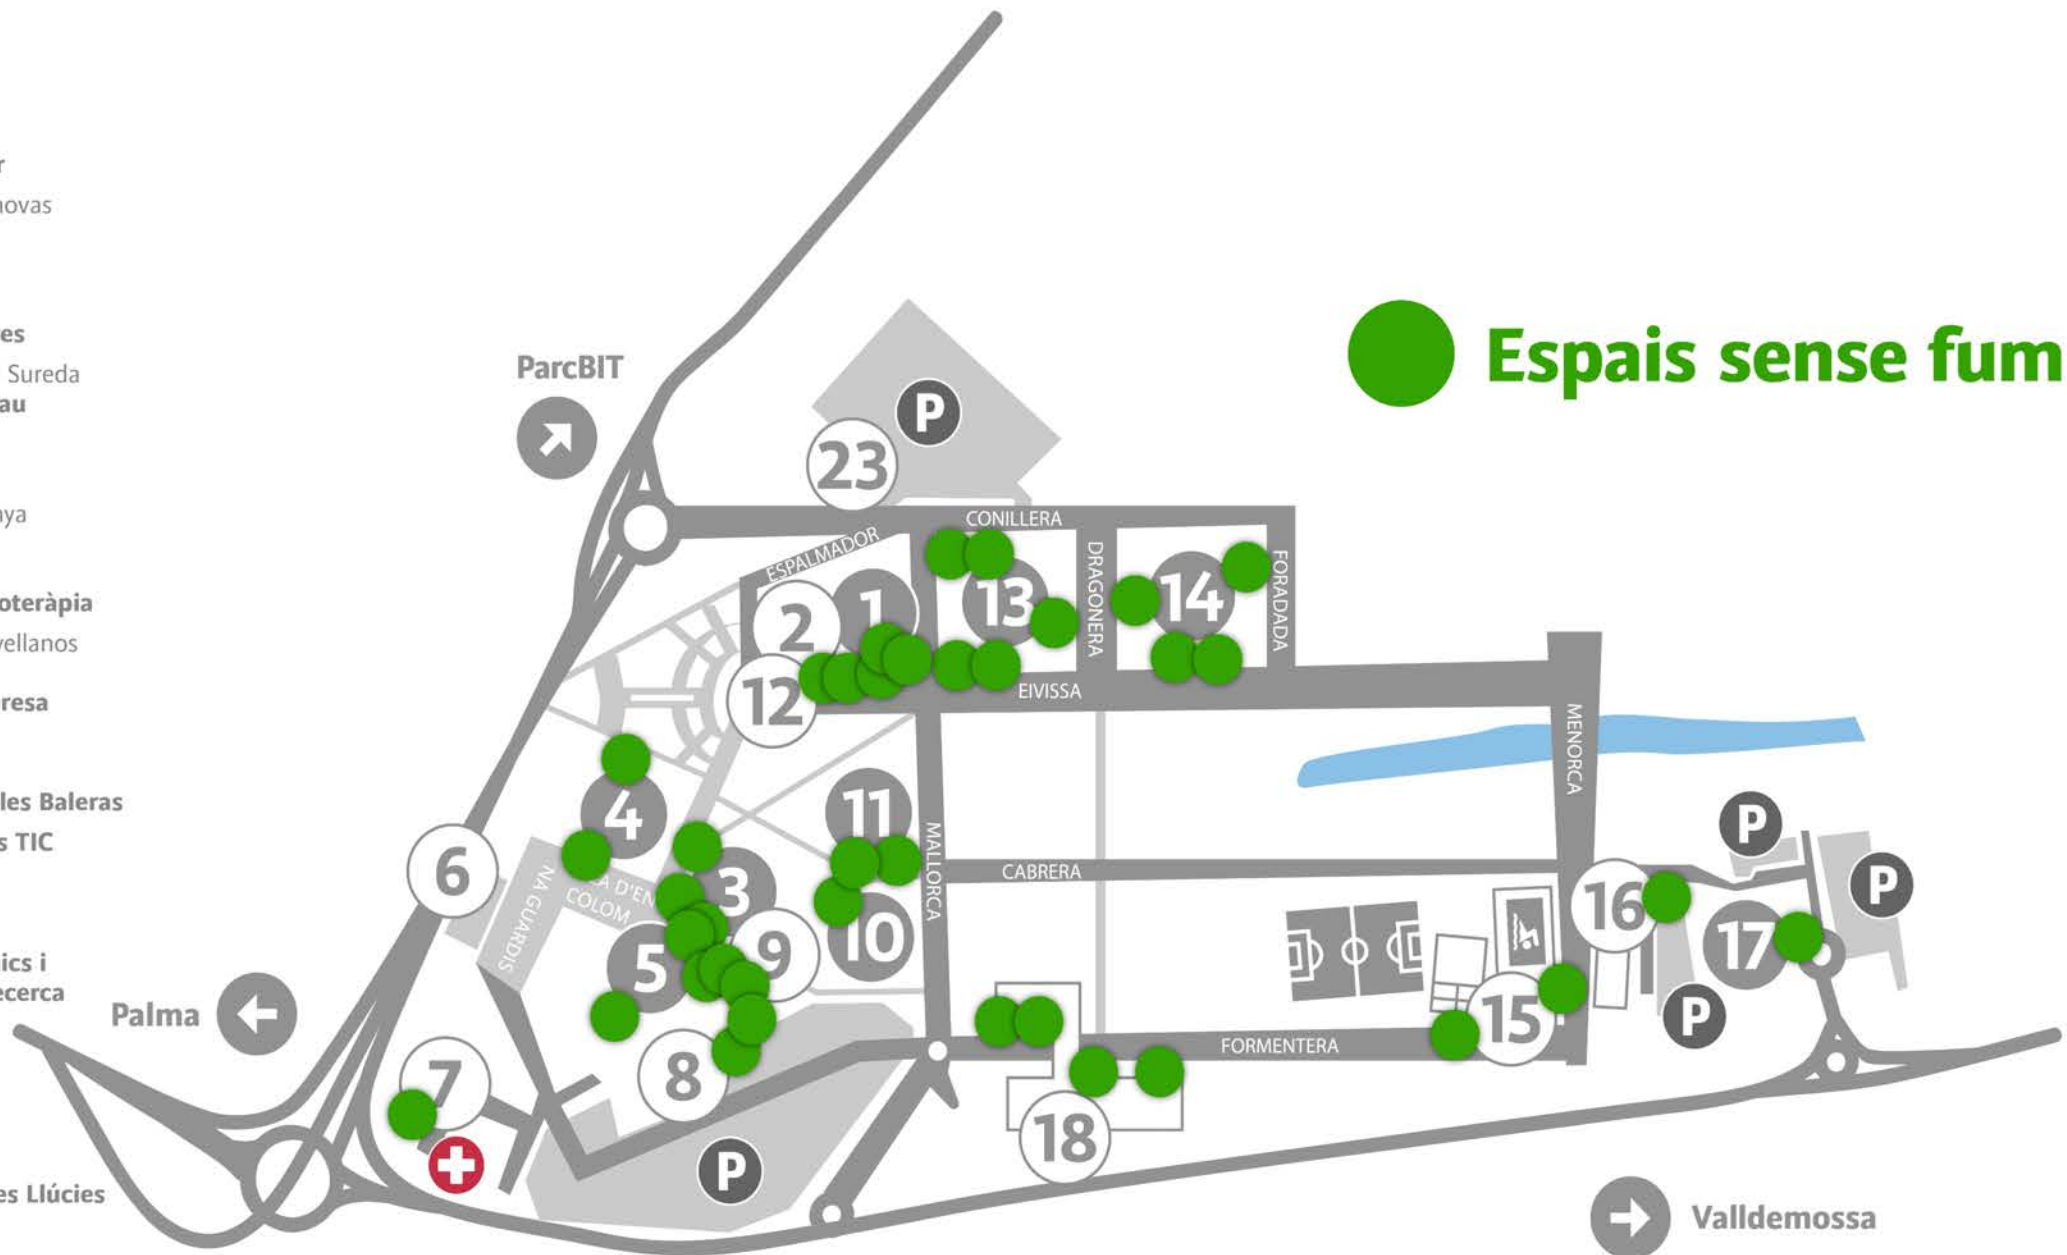 r
novas
es
Sureda
au
ya
oteràpia
vellanos
resa
les Baleras
s TIC
ics i
ecerca
es Llúcies
Espais sense fum
ParcBIT
P
23
CONILLERA
ESPALMADOR
DRAGONERA
FORADADA
2
1
13
14
12
EIVISSA
MENORCA
4
11
MALLORCA
6
CABRERA
P
P
NA GUARDIS
A D'EN
COLOM
3
16
5
9
10
17
Palma
15
P
7
8
FORMENTERA
18
P
Valldemossa